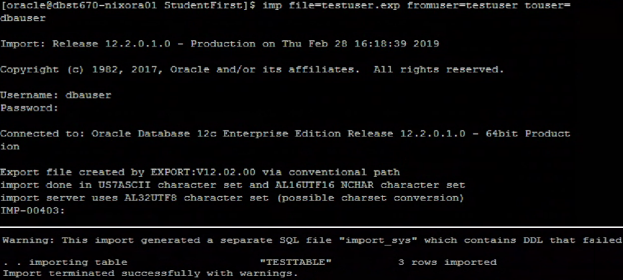 [oracle@dbst670-nixora01 StudentFirst]$ imp file=testuser.exp fromuser=testuser touser=
dbauser
Import: Release 12.2.0.1.0 - Production on Thu Feb 28 16:18:39 2019
Copyright (c) 1982, 2017, Oracle and/or its affiliates.  All rights reserved.
Username: dbauser
Password:
Connected to: Oracle Database 12c Enterprise Edition Release 12.2.0.1.0 - 64bit Product
ion
Export file created by EXPORT:V12.02.00 via conventional path
import done in US7ASCII character set and AL16UTF16 NCHAR character set
import server uses AL32UTF8 character set (possible charset conversion)
IMP-00403:
Warning: This import generated a separate SQL file "import_sys" which contains DDL that failed
. . importing table                    "TESTTABLE"          3 rows imported
Import terminated successfully with warnings.